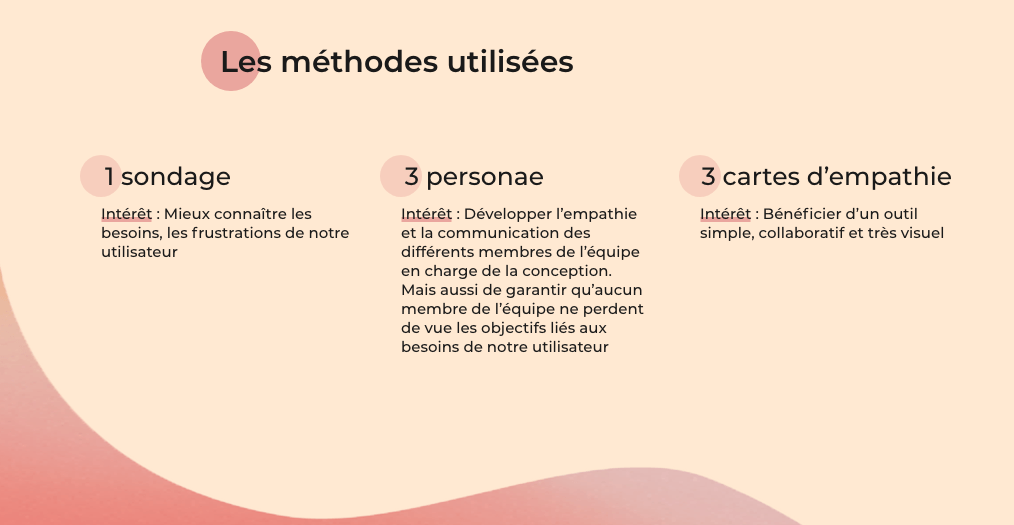 Les méthodes utilisées
1 sondage
Intérêt : Mieux connaître les
besoins, les frustrations de notre
utilisateur
3 personae
Intérêt : Développer l’empathie
et la communication des
différents membres de l’équipe
en charge de la conception.
Mais aussi de garantir qu’aucun
membre de l’équipe ne perdent
de vue les objectifs liés aux
besoins de notre utilisateur
3 cartes d’empathie
Intérêt : Bénéficier d’un outil
simple, collaboratif et très visuel